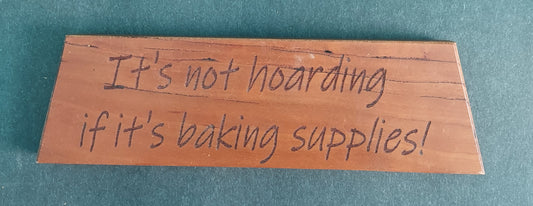 It's not hoarding
if it's baking supplies!